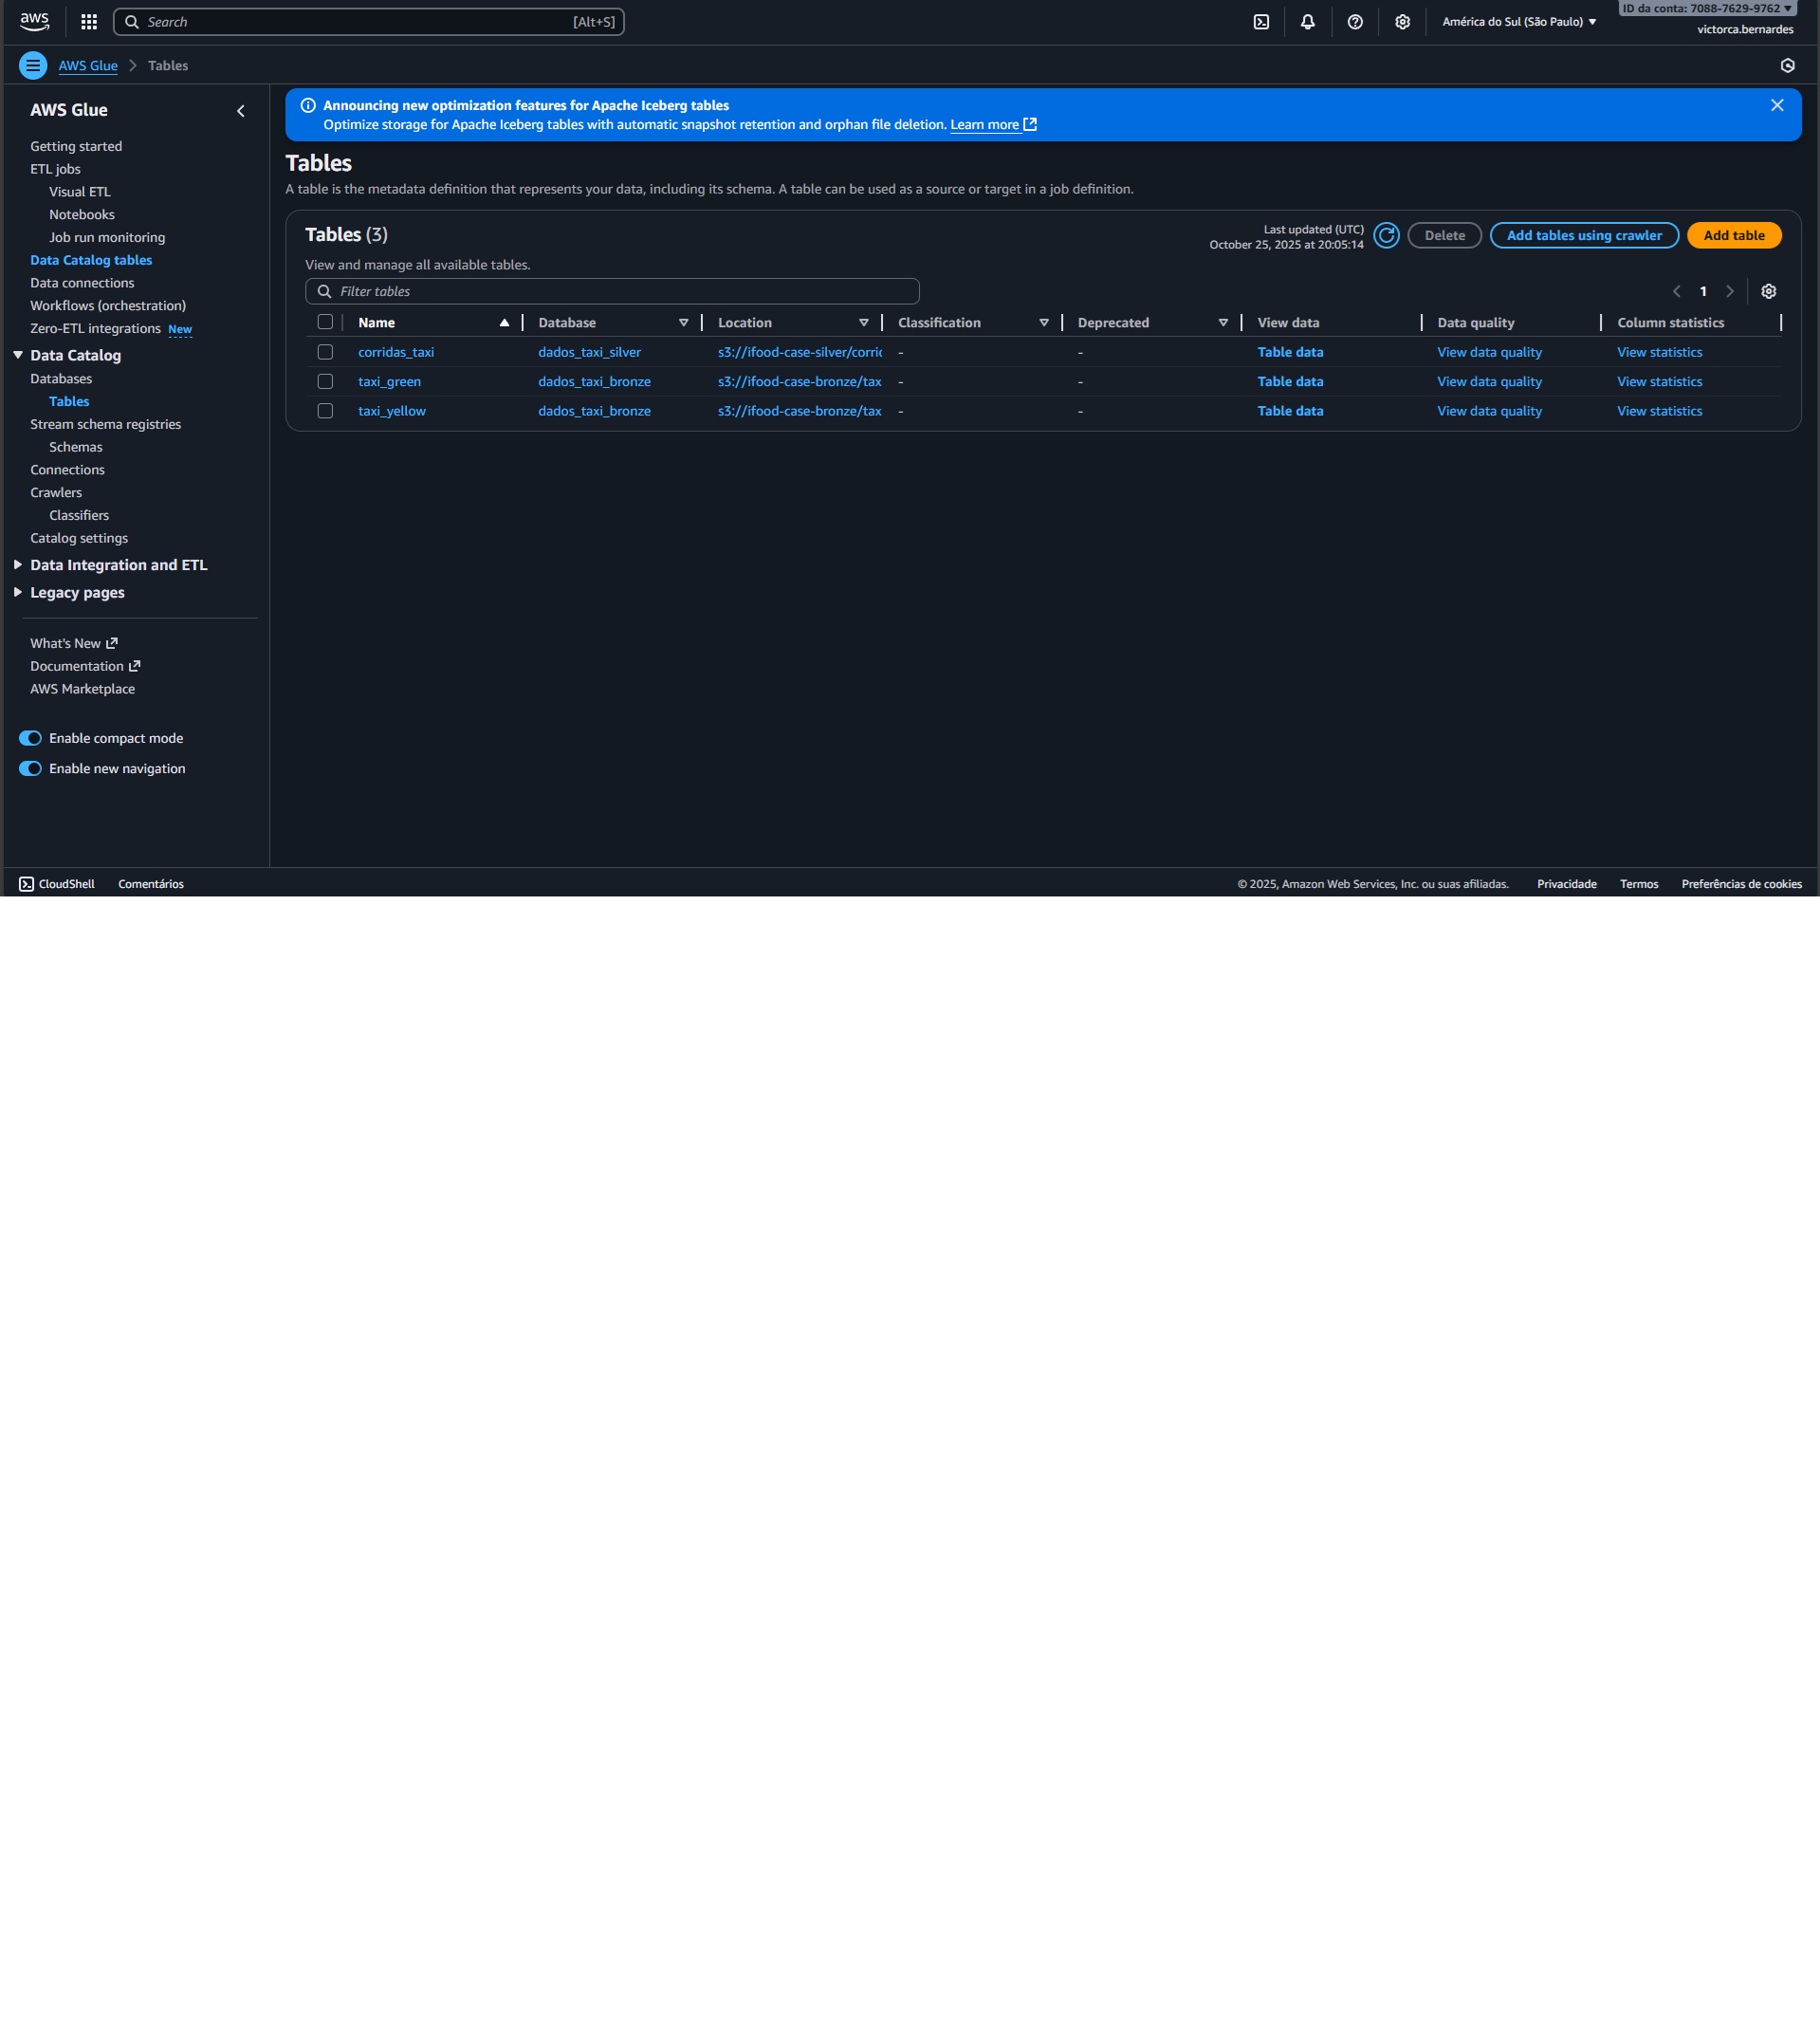 aws
Search [Alt+S]
América do Sul (São Paulo)
ID da conta: 7088-7629-9762
victorca.bernardes
AWS Glue > Tables
AWS Glue
Getting started
ETL jobs
Visual ETL
Notebooks
Job run monitoring
Data Catalog tables
Data connections
Workflows (orchestration)
Zero-ETL integrations New
Data Catalog
Databases
Tables
Stream schema registries
Schemas
Connections
Crawlers
Classifiers
Catalog settings
Data Integration and ETL
Legacy pages
What's New
Documentation
AWS Marketplace
Enable compact mode
Enable new navigation
Announcing new optimization features for Apache Iceberg tables
Optimize storage for Apache Iceberg tables with automatic snapshot retention and orphan file deletion. Learn more
Tables
A table is the metadata definition that represents your data, including its schema. A table can be used as a source or target in a job definition.
Tables (3)
Last updated (UTC)
October 25, 2025 at 20:05:14
Delete Add tables using crawler Add table
View and manage all available tables.
Filter tables
1
Name Database Location Classification Deprecated View data Data quality Column statistics
corridas_taxi dados_taxi_silver s3://ifood-case-silver/corric - - Table data View data quality View statistics
taxi_green dados_taxi_bronze s3://ifood-case-bronze/tax - - Table data View data quality View statistics
taxi_yellow dados_taxi_bronze s3://ifood-case-bronze/tax - - Table data View data quality View statistics
CloudShell Comentários © 2025, Amazon Web Services, Inc. ou suas afiliadas. Privacidade Termos Preferências de cookies